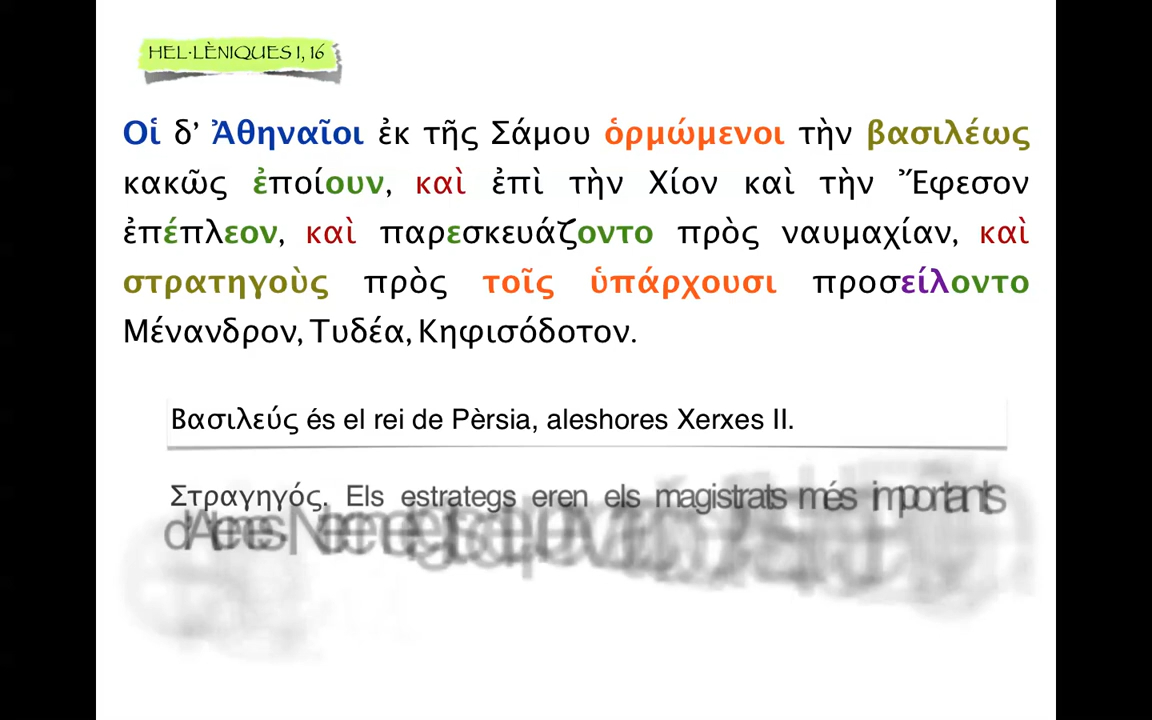 HEL·LÈNIQUES I, 16
Οἱ δ’ Ἀθηναῖοι ἐκ τῆς Σάμου ὁρμώμενοι τὴν βασιλέως
κακῶς ἐποίουν, καὶ ἐπὶ τὴν Χίον καὶ τὴν Ἔφεσον
ἐπέπλεον, καὶ παρεσκευάζοντο πρὸς ναυμαχίαν, καὶ
στρατηγοὺς πρὸς τοῖς ὑπάρχουσι προσείλοντο
Μένανδρον, Τυδέα, Κηφισόδοτον.
Βασιλεύς és el rei de Pèrsia, aleshores Xerxes II.
Στραγηγός. Els estrategs eren els magistrats més importants